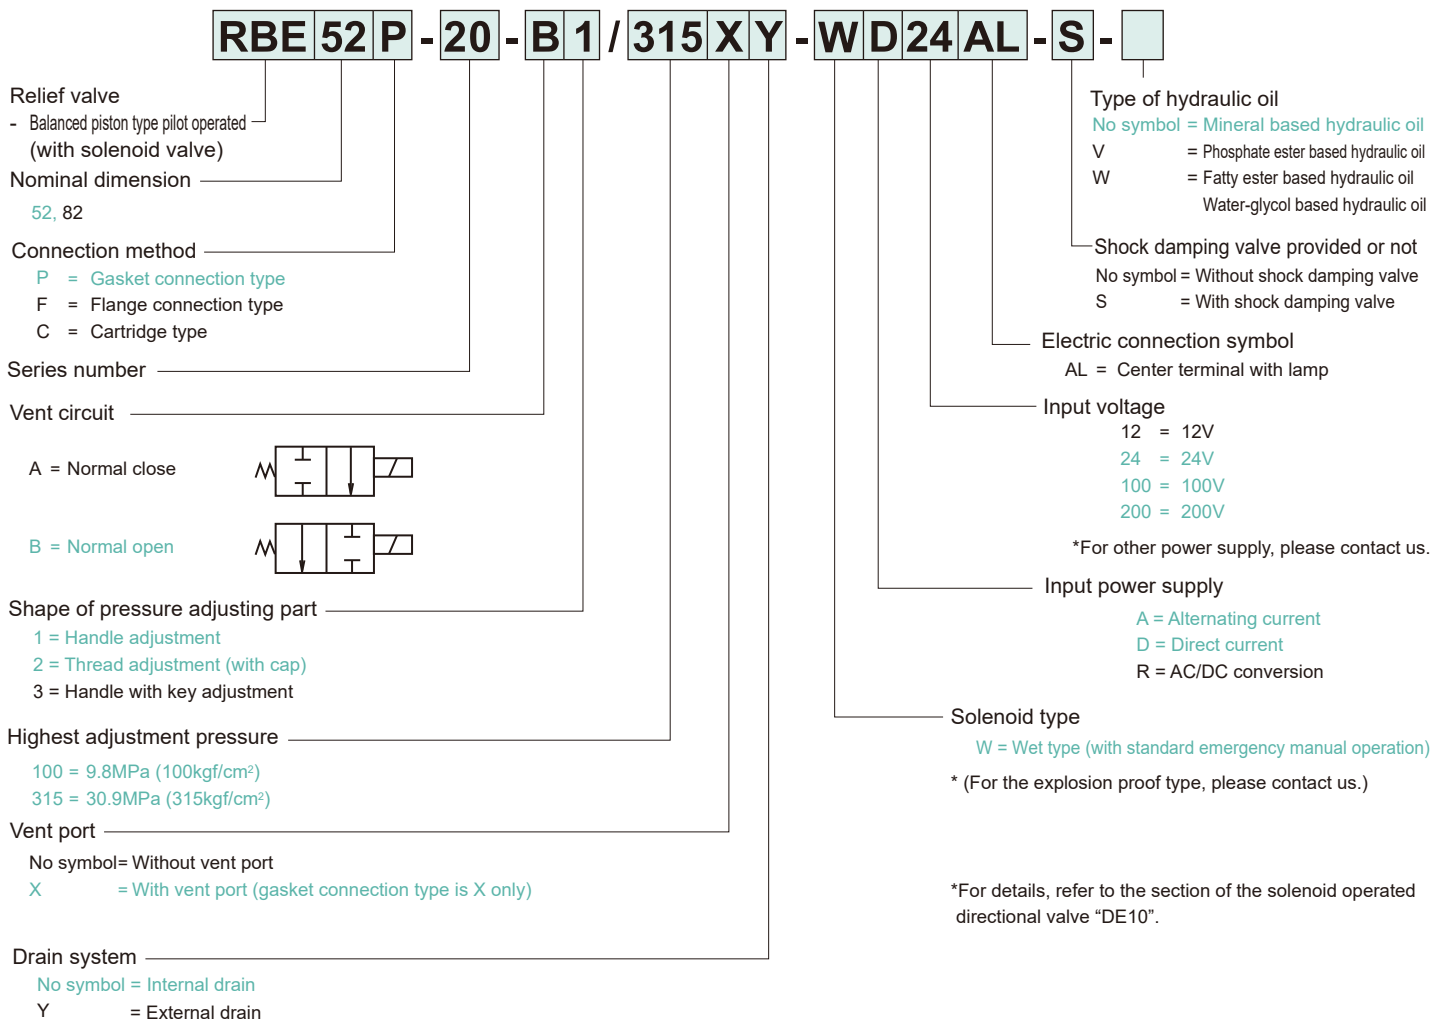 RBE 52 P - 20 - B 1 / 315 X Y - W D 24 AL - S -
Relief valve
- Balanced piston type pilot operated
(with solenoid valve)
Nominal dimension
52, 82
Connection method
P = Gasket connection type
F = Flange connection type
C = Cartridge type
Series number
Vent circuit
A = Normal close
B = Normal open
Shape of pressure adjusting part
1 = Handle adjustment
2 = Thread adjustment (with cap)
3 = Handle with key adjustment
Highest adjustment pressure
100 = 9.8MPa (100kgf/cm²)
315 = 30.9MPa (315kgf/cm²)
Vent port
No symbol= Without vent port
X = With vent port (gasket connection type is X only)
Drain system
No symbol = Internal drain
Y = External drain
Type of hydraulic oil
No symbol = Mineral based hydraulic oil
V = Phosphate ester based hydraulic oil
W = Fatty ester based hydraulic oil
Water-glycol based hydraulic oil
Shock damping valve provided or not
No symbol = Without shock damping valve
S = With shock damping valve
Electric connection symbol
AL = Center terminal with lamp
Input voltage
12 = 12V
24 = 24V
100 = 100V
200 = 200V
*For other power supply, please contact us.
Input power supply
A = Alternating current
D = Direct current
R = AC/DC conversion
Solenoid type
W = Wet type (with standard emergency manual operation)
* (For the explosion proof type, please contact us.)
*For details, refer to the section of the solenoid operated
directional valve “DE10”.